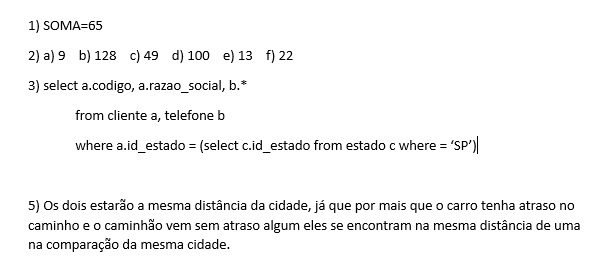 1) SOMA=65
2) a) 9 b) 128 c) 49 d) 100 e) 13 f) 22
3) select a.codigo, a.razao_social, b.*
from cliente a, telefone b
where a.id_estado = (select c.id_estado from estado c where = ‘SP’)
5) Os dois estarão a mesma distância da cidade, já que por mais que o carro tenha atraso no
caminho e o caminhão vem sem atraso algum eles se encontram na mesma distância de uma
na comparação da mesma cidade.